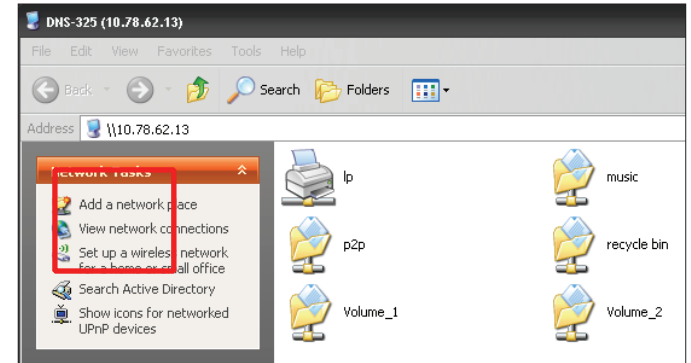 DNS-325 (10.78.62.13)
File Edit View Favorites Tools Help
Back Search Folders
Address \\10.78.62.13
Network Tasks
Add a network place
View network connections
Set up a wireless network
for a home or small office
Search Active Directory
Show icons for networked
UPnP devices
lp
music
p2p
recycle bin
Volume_1
Volume_2